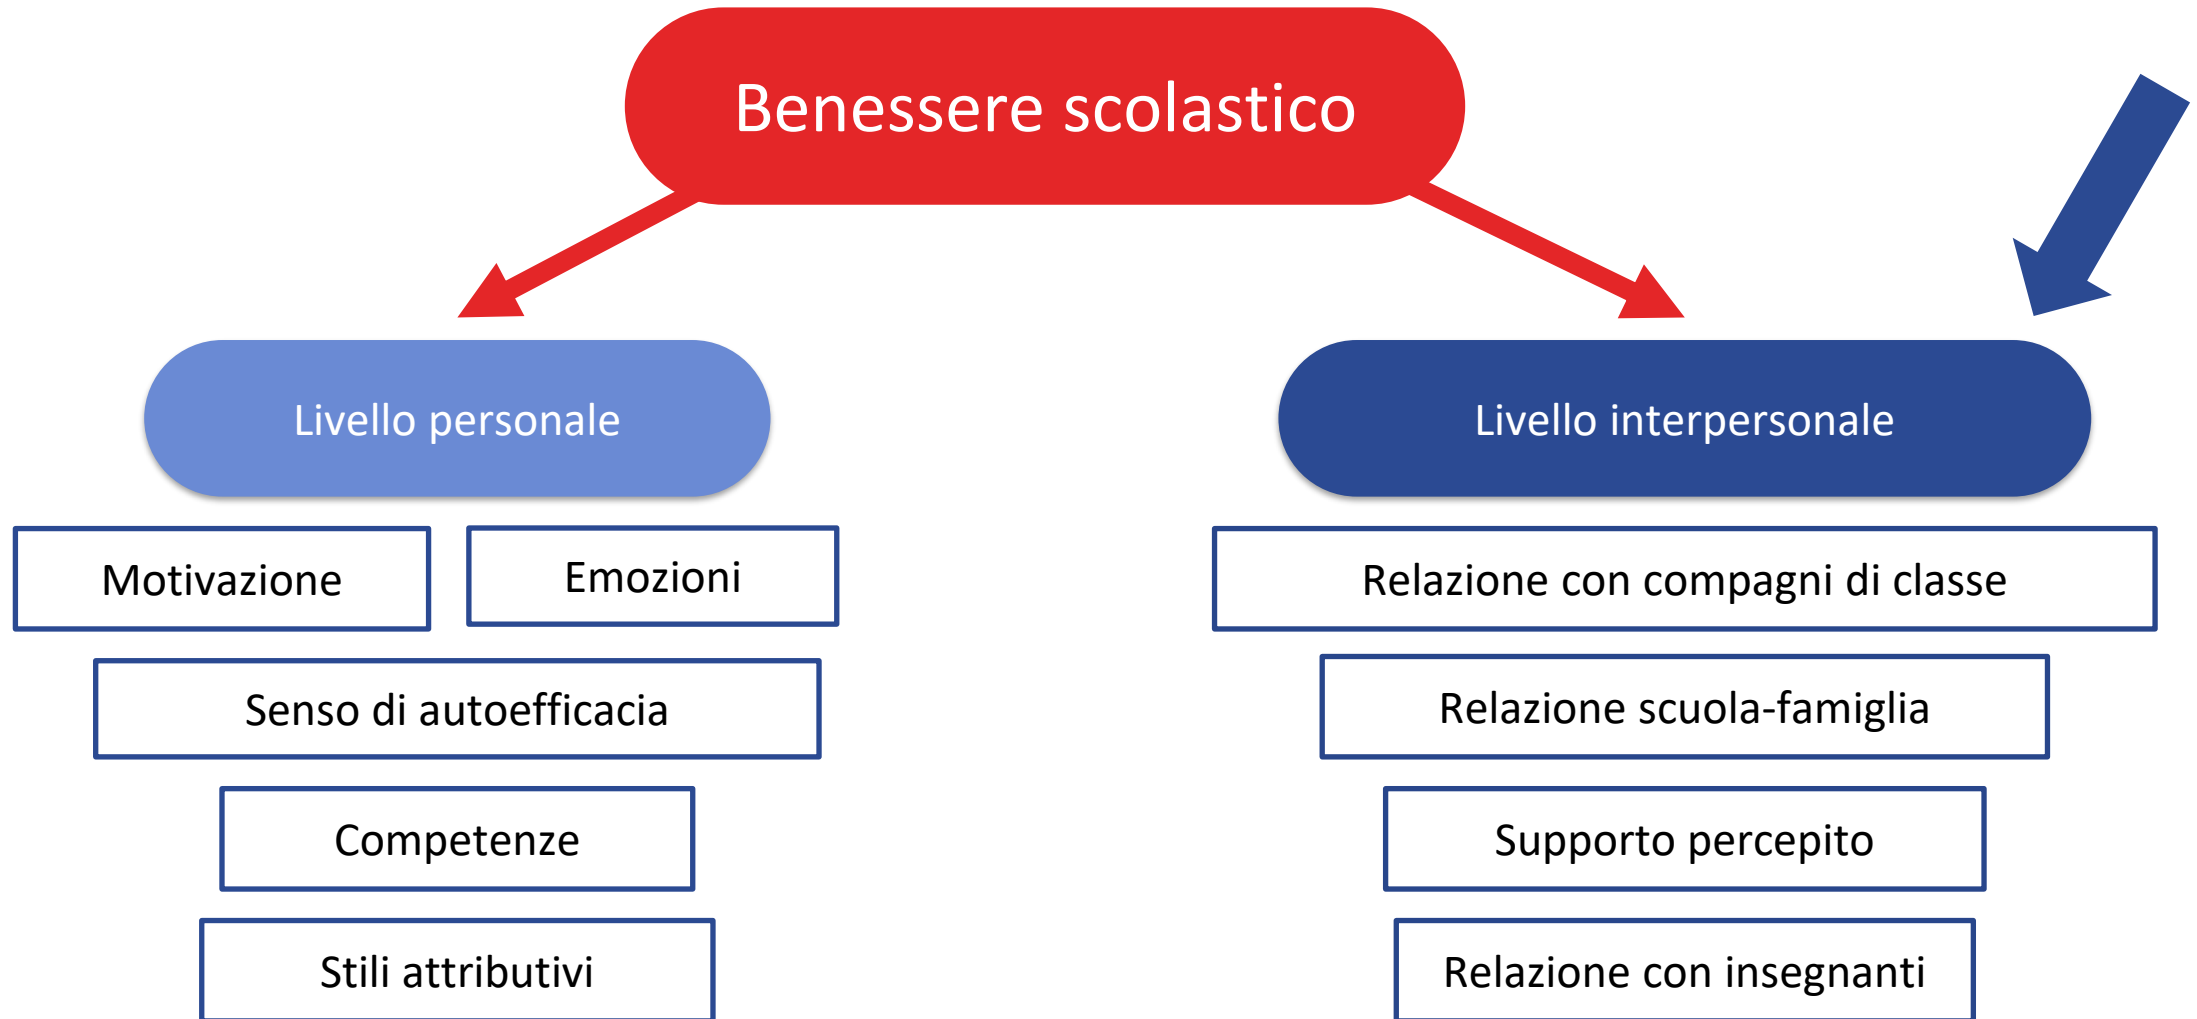 Benessere scolastico
Livello personale
Livello interpersonale
Motivazione
Emozioni
Senso di autoefficacia
Competenze
Stili attributivi
Relazione con compagni di classe
Relazione scuola-famiglia
Supporto percepito
Relazione con insegnanti